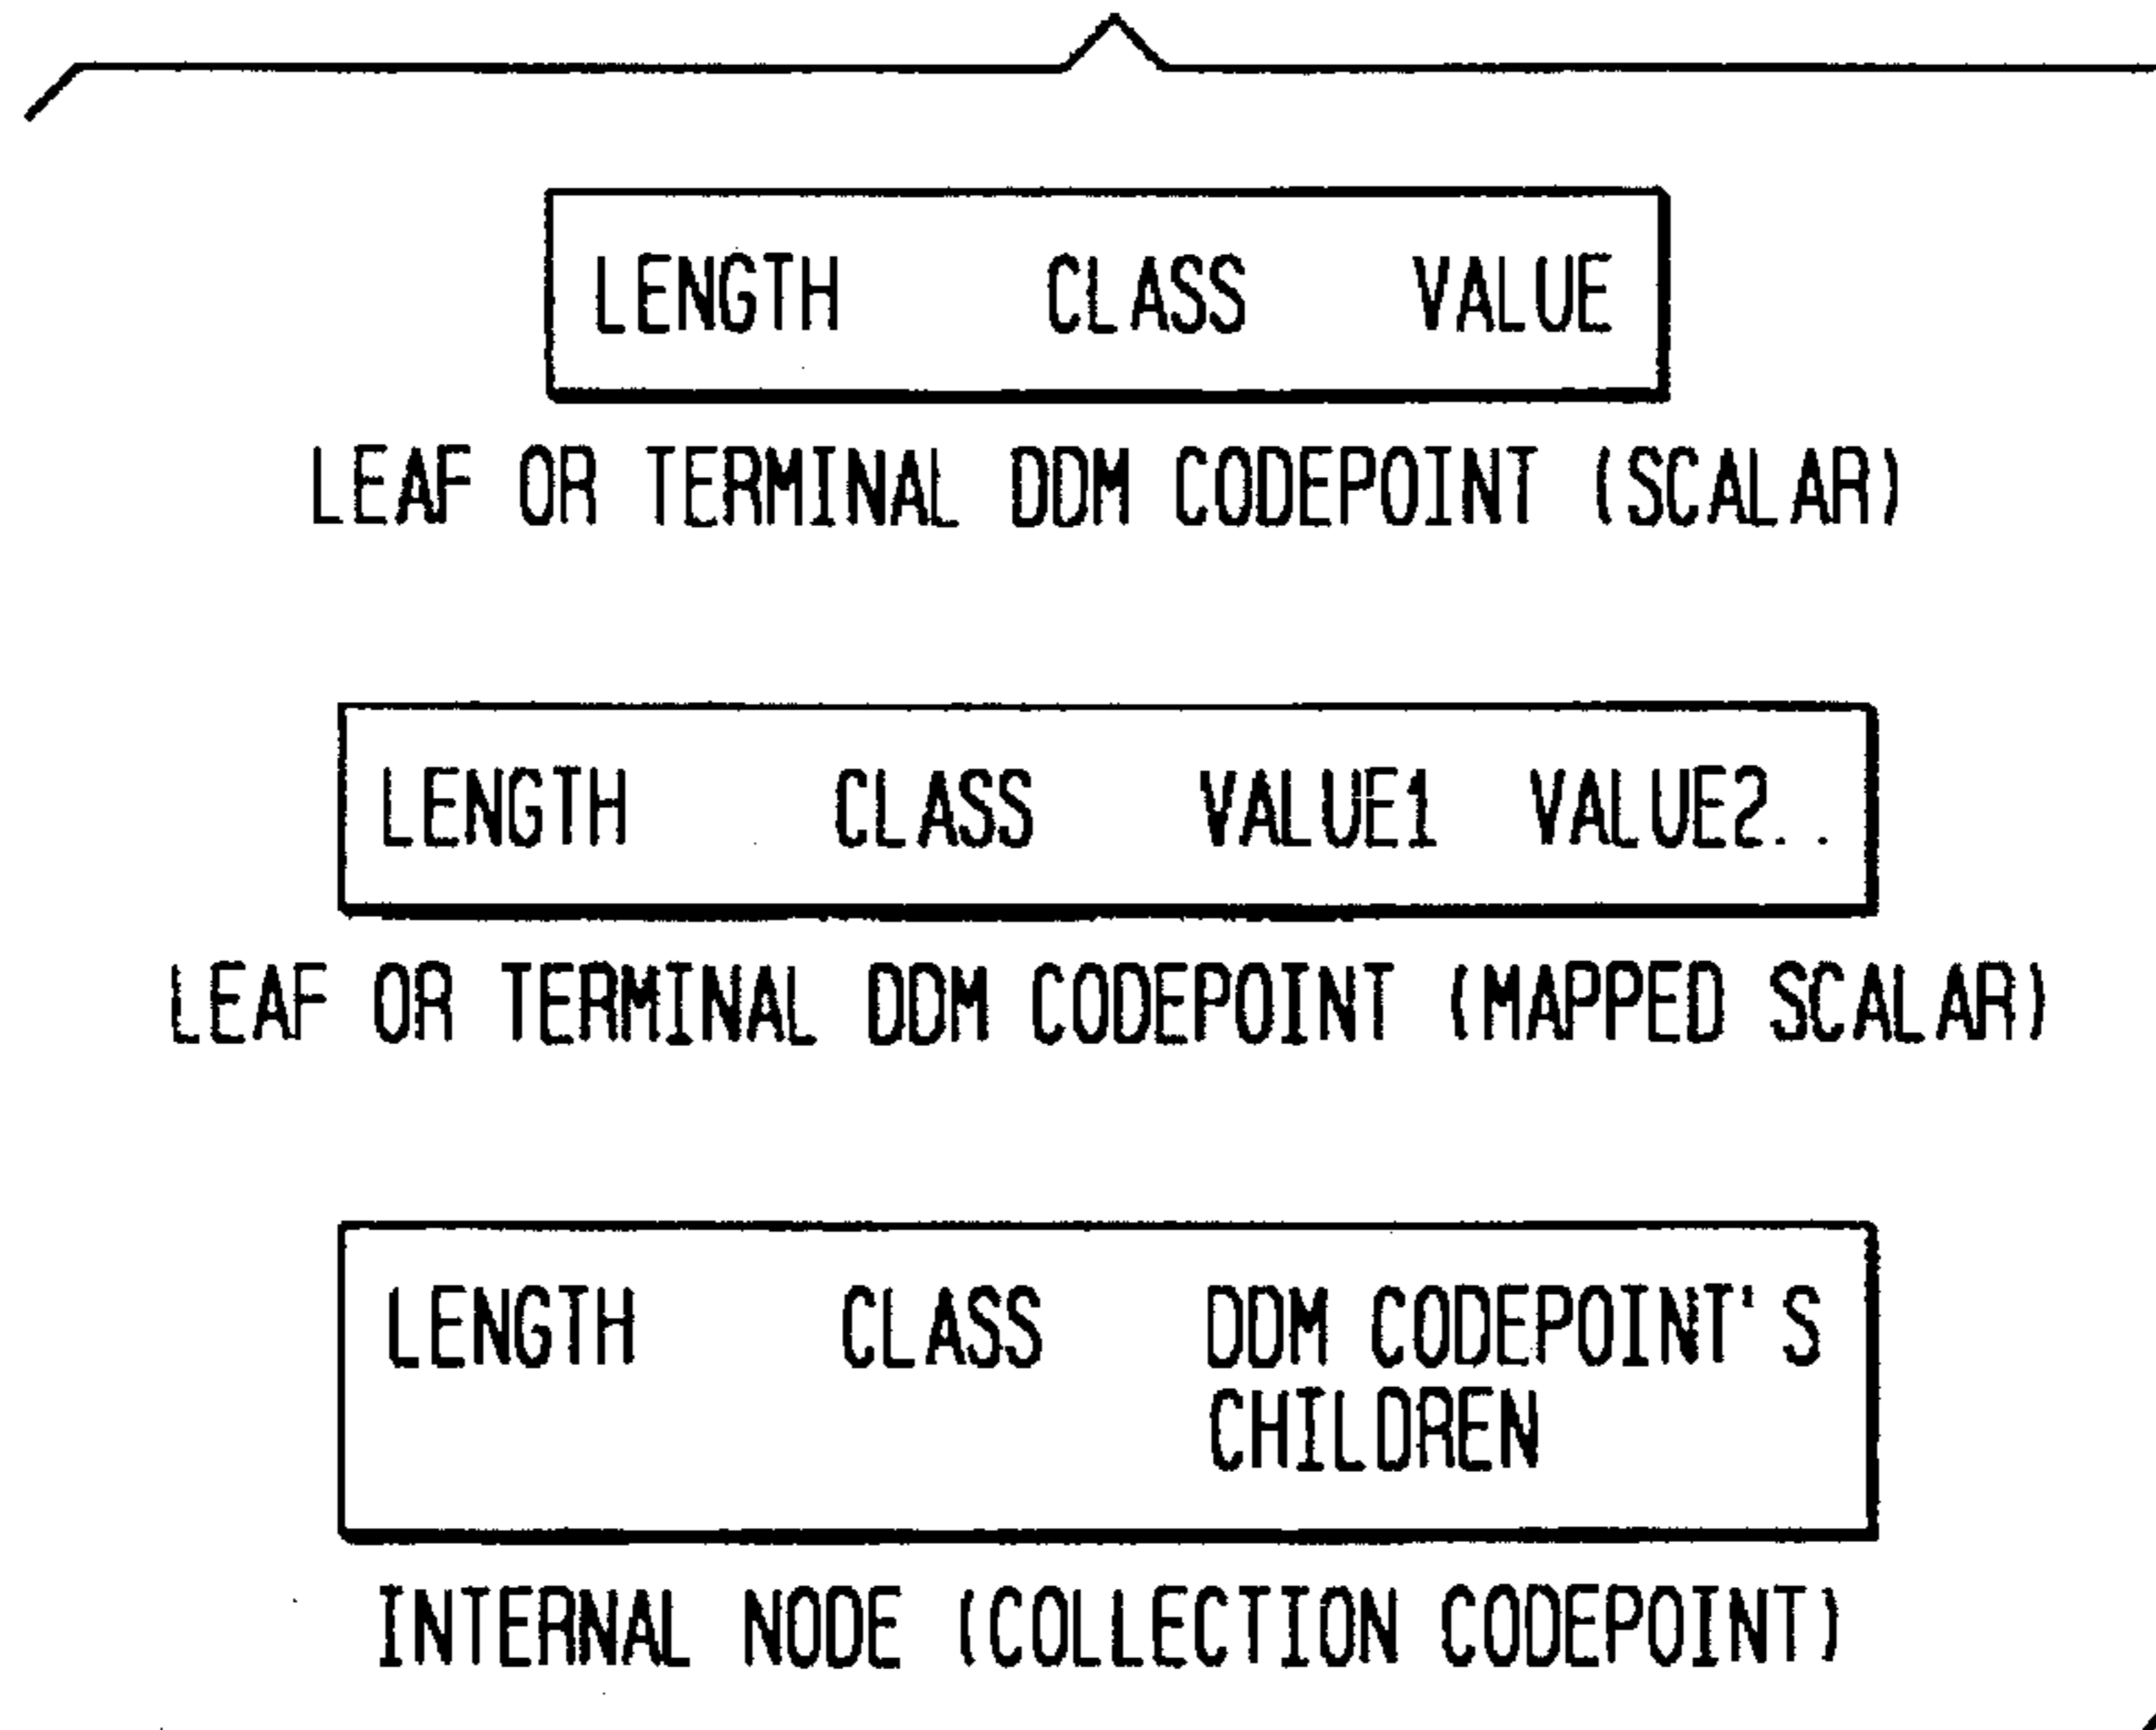 LENGTH CLASS VALUE
LEAF OR TERMINAL DDM CODEPOINT (SCALAR)
LENGTH CLASS VALUE1 VALUE2..
LEAF OR TERMINAL DDM CODEPOINT (MAPPED SCALAR)
LENGTH CLASS DDM CODEPOINT'S
CHILDREN
INTERNAL NODE (COLLECTION CODEPOINT)